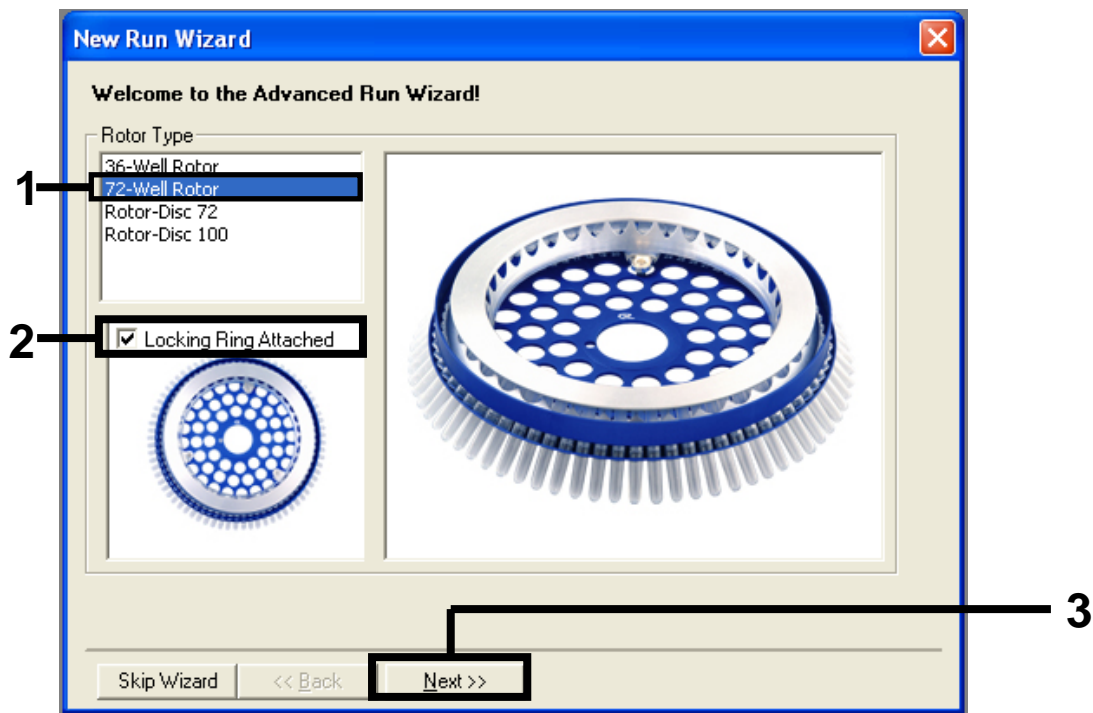 New Run Wizard
Welcome to the Advanced Run Wizard!
Rotor Type
36-Well Rotor
1
72-Well Rotor
Rotor-Disc 72
Rotor-Disc 100
2
Locking Ring Attached
3
Skip Wizard
<< Back
Next >>